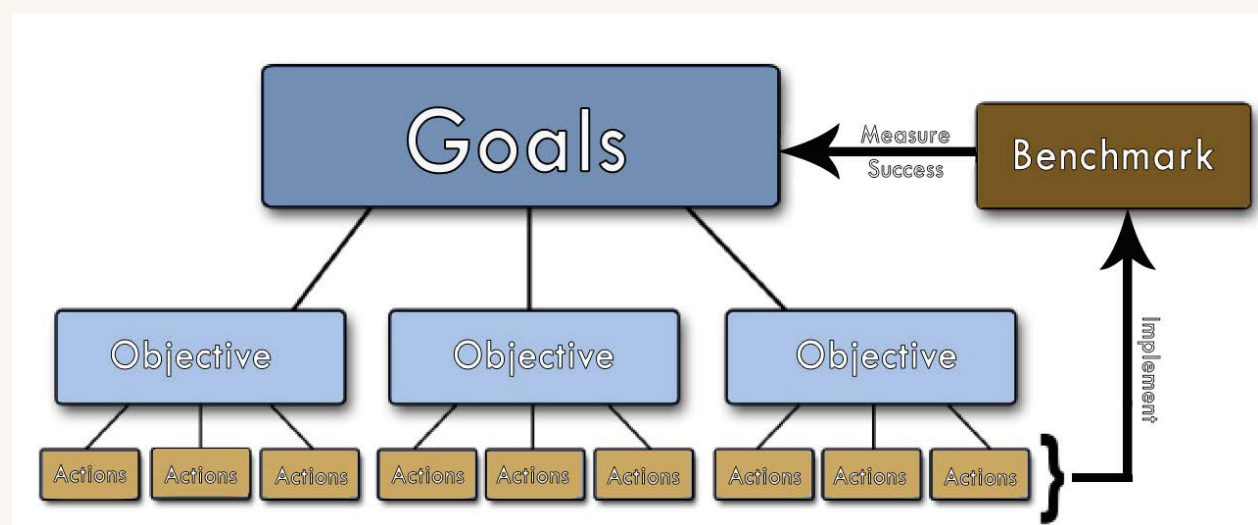 Goals
Measure
Success
Benchmark
Implement
Objective
Objective
Objective
Actions
Actions
Actions
Actions
Actions
Actions
Actions
Actions
Actions
}